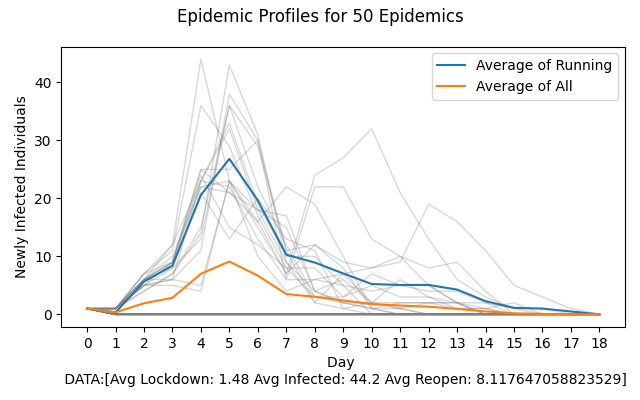 Epidemic Profiles for 50 Epidemics
Average of Running
Average of All
Newly Infected Individuals
40
30
20
10
0
0 1 2 3 4 5 6 7 8 9 10 11 12 13 14 15 16 17 18
Day
DATA:[Avg Lockdown: 1.48 Avg Infected: 44.2 Avg Reopen: 8.117647058823529]